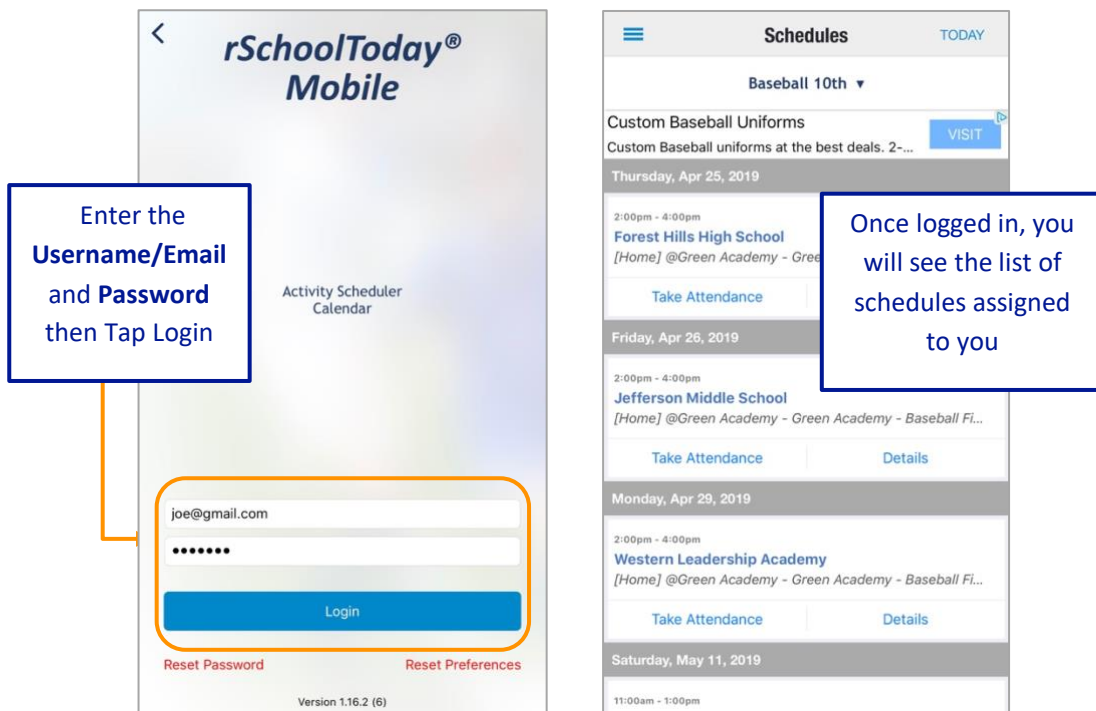 rSchoolToday®
Mobile
Enter the
Username/Email
and Password
then Tap Login
Activity Scheduler
Calendar
joe@gmail.com
•••••••
Login
Reset Password Reset Preferences
Version 1.16.2 (6)
Schedules TODAY
Baseball 10th ▼
Custom Baseball Uniforms
Custom Baseball uniforms at the best deals. 2-...
VISIT
Thursday, Apr 25, 2019
2:00pm - 4:00pm
Forest Hills High School
[Home] @Green Academy - Gree
Take Attendance
Once logged in, you
will see the list of
schedules assigned
to you
Friday, Apr 26, 2019
2:00pm - 4:00pm
Jefferson Middle School
[Home] @Green Academy - Green Academy - Baseball Fi...
Take Attendance Details
Monday, Apr 29, 2019
2:00pm - 4:00pm
Western Leadership Academy
[Home] @Green Academy - Green Academy - Baseball Fi...
Take Attendance Details
Saturday, May 11, 2019
11:00am - 1:00pm